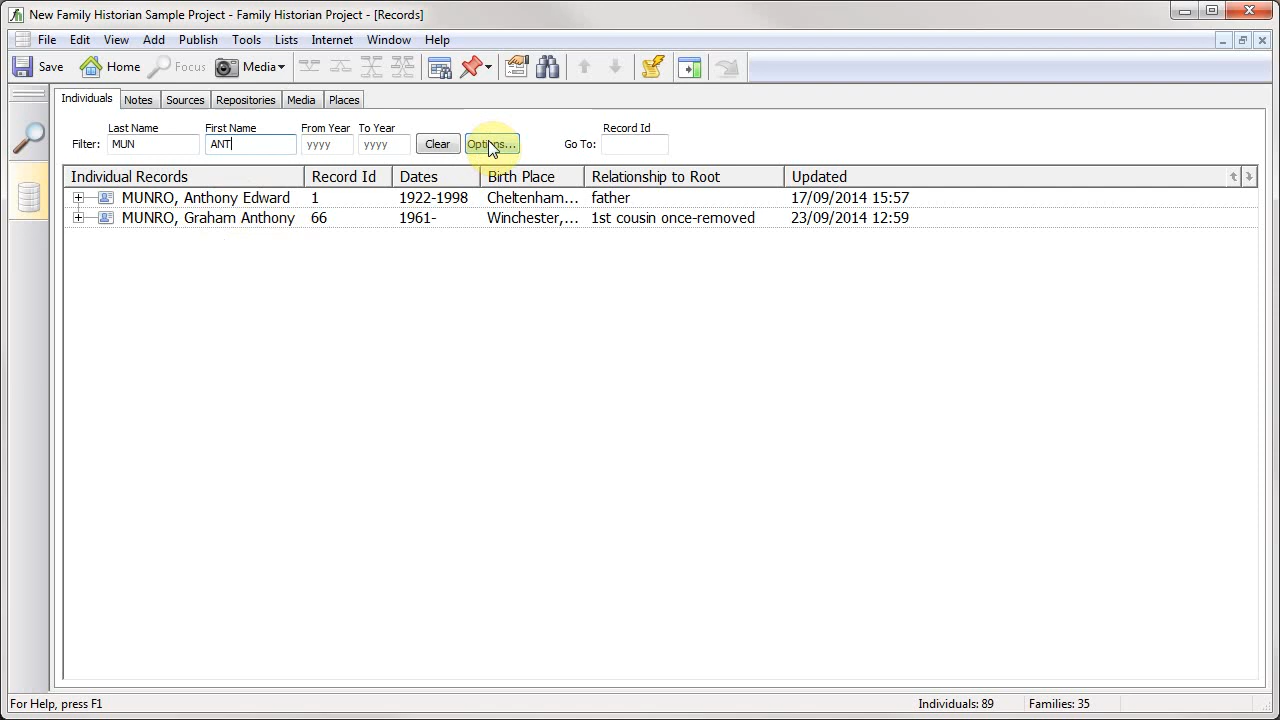 New Family Historian Sample Project - Family Historian Project - [Records]
File Edit View Add Publish Tools Lists Internet Window Help
Save Home Focus Media
Individuals Notes Sources Repositories Media Places
Last Name First Name From Year To Year Record Id
Filter: MUN ANT yyyy yyyy Clear Options... Go To:
Individual Records Record Id Dates Birth Place Relationship to Root Updated
MUNRO, Anthony Edward 1 1922-1998 Cheltenham... father 17/09/2014 15:57
MUNRO, Graham Anthony 66 1961- Winchester,... 1st cousin once-removed 23/09/2014 12:59
For Help, press F1 Individuals: 89 Families: 35